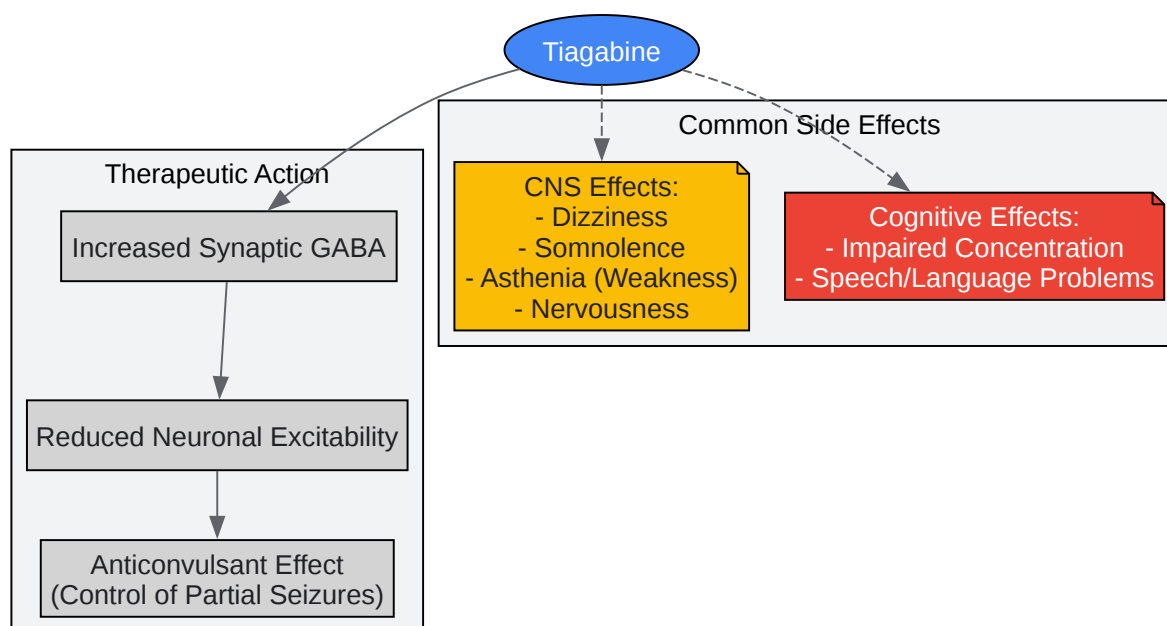 Tiagabine
Common Side Effects
CNS Effects:
- Dizziness
- Somnolence
- Asthenia (Weakness)
- Nervousness
Cognitive Effects:
- Impaired Concentration
- Speech/Language Problems
Therapeutic Action
Increased Synaptic GABA
Reduced Neuronal Excitability
Anticonvulsant Effect
(Control of Partial Seizures)